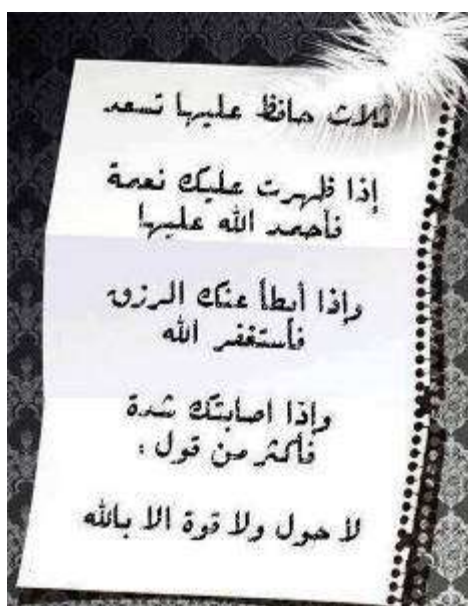 ثلاث حافظ عليها تسعد
إذا ظهرت عليك نعمة
فأحمد الله عليها
وإذا أبطأ عنك الرزق
فأستغفر الله
وإذا اصابتك شدة
فأكثر من قول :
لا حول ولا قوة الا بالله